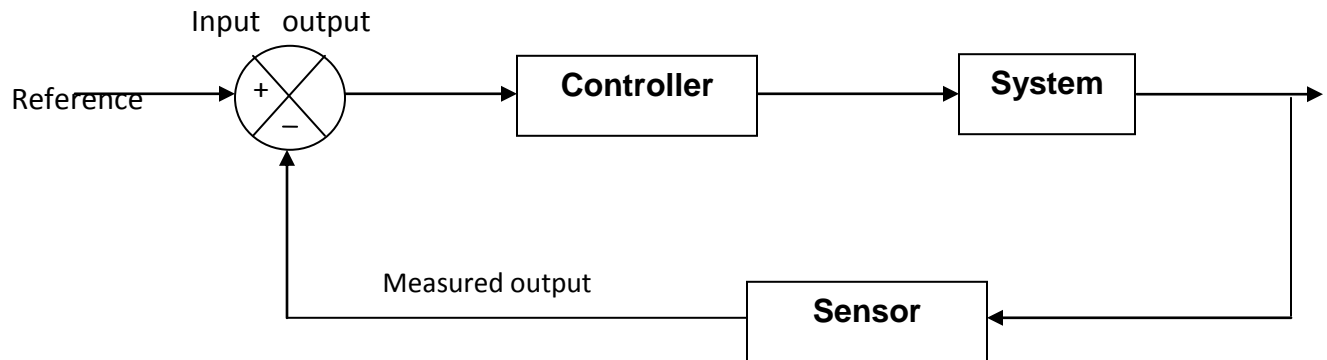 Input output
Reference
+
–
Controller
System
Measured output
Sensor